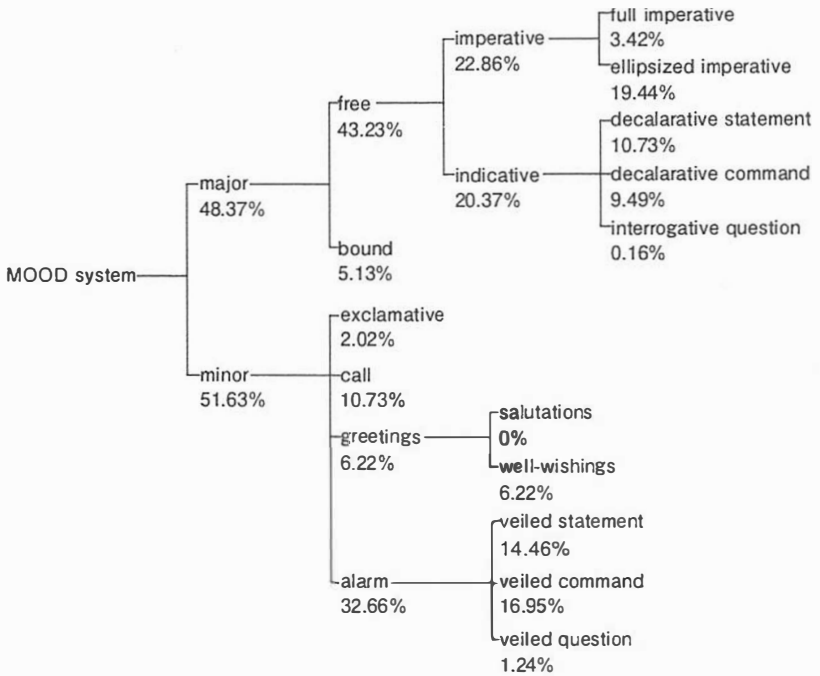 full imperative
3.42%
imperative
22.86%
ellipsized imperative
19.44%
free
43.23%
decalarative statement
10.73%
indicative
20.37%
decalarative command
9.49%
major
48.37%
interrogative question
0.16%
bound
5.13%
MOOD system
exclamative
2.02%
minor
51.63%
call
10.73%
salutations
0%
greetings
6.22%
well-wishings
6.22%
veiled statement
14.46%
alarm
32.66%
veiled command
16.95%
veiled question
1.24%